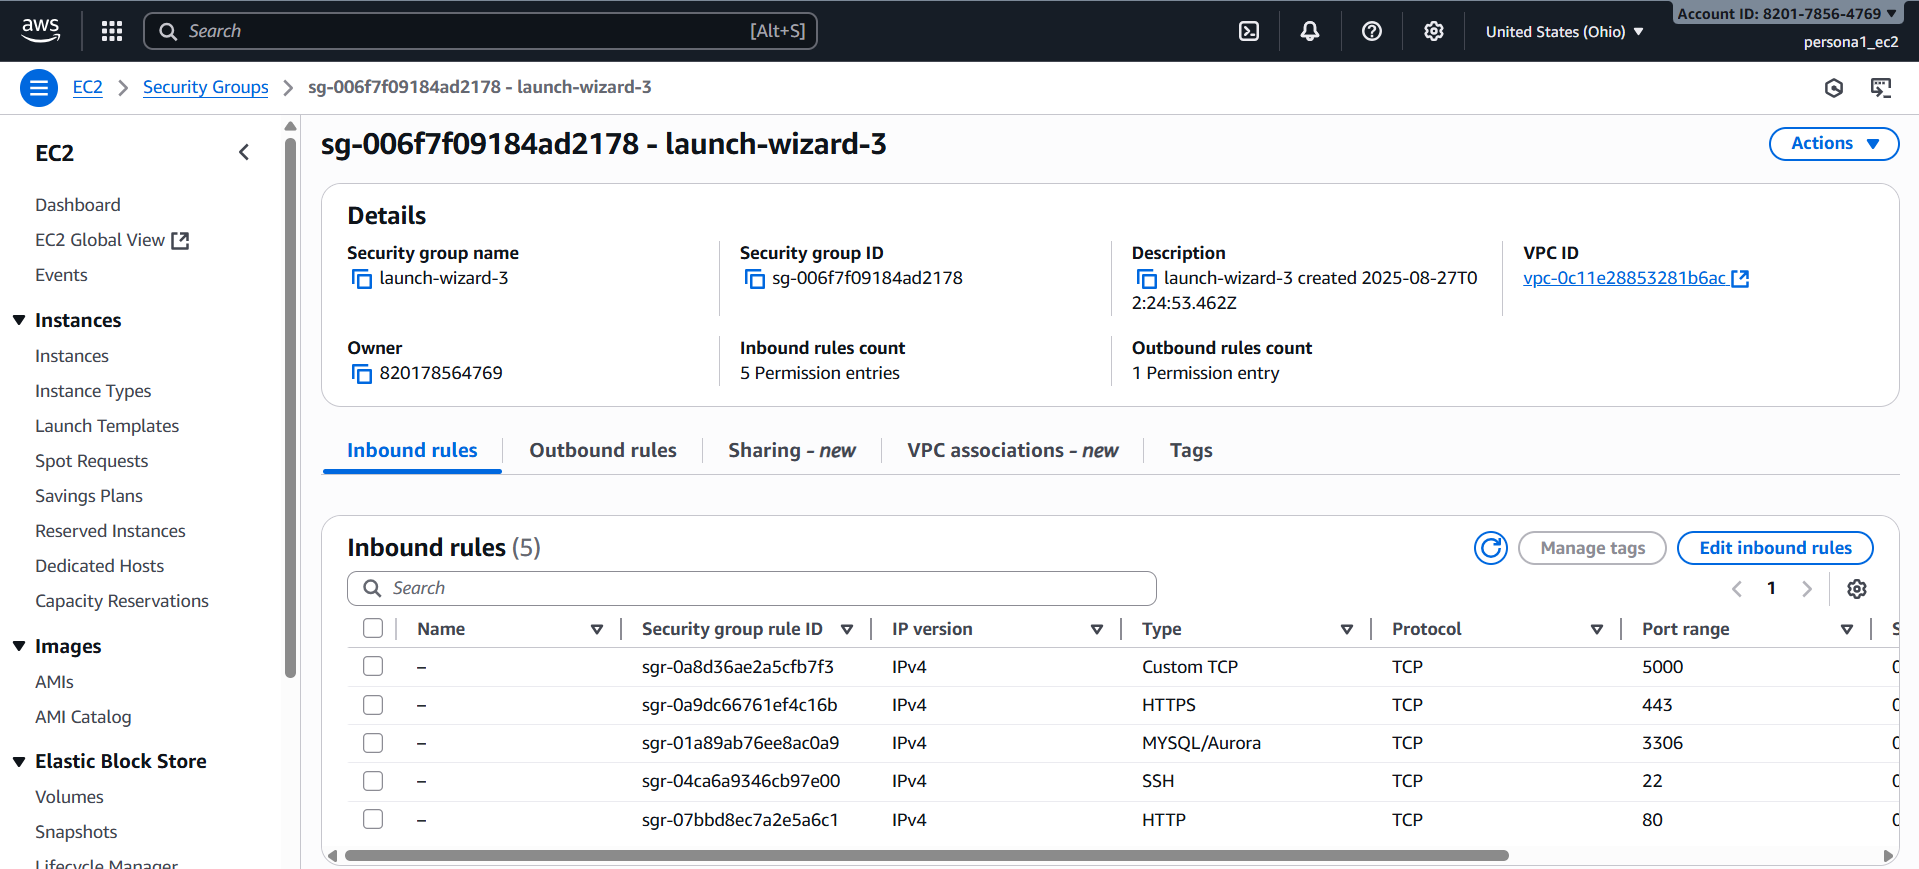 aws
Search [Alt+S]
United States (Ohio)
Account ID: 8201-7856-4769
persona1_ec2
EC2 Security Groups sg-006f7f09184ad2178 - launch-wizard-3
EC2
Dashboard
EC2 Global View
Events
Instances
Instances
Instance Types
Launch Templates
Spot Requests
Savings Plans
Reserved Instances
Dedicated Hosts
Capacity Reservations
Images
AMIs
AMI Catalog
Elastic Block Store
Volumes
Snapshots
Lifecycle Manager
sg-006f7f09184ad2178 - launch-wizard-3
Actions
Details
Security group name
launch-wizard-3
Security group ID
sg-006f7f09184ad2178
Description
launch-wizard-3 created 2025-08-27T0
2:24:53.462Z
VPC ID
vpc-0c11e28853281b6ac
Owner
820178564769
Inbound rules count
5 Permission entries
Outbound rules count
1 Permission entry
Inbound rules Outbound rules Sharing - new VPC associations - new Tags
Inbound rules (5)
Manage tags Edit inbound rules
Search
1
Name Security group rule ID IP version Type Protocol Port range
– sgr-0a8d36ae2a5cfb7f3 IPv4 Custom TCP TCP 5000
– sgr-0a9dc66761ef4c16b IPv4 HTTPS TCP 443
– sgr-01a89ab76ee8ac0a9 IPv4 MYSQL/Aurora TCP 3306
– sgr-04ca6a9346cb97e00 IPv4 SSH TCP 22
– sgr-07bbd8ec7a2e5a6c1 IPv4 HTTP TCP 80